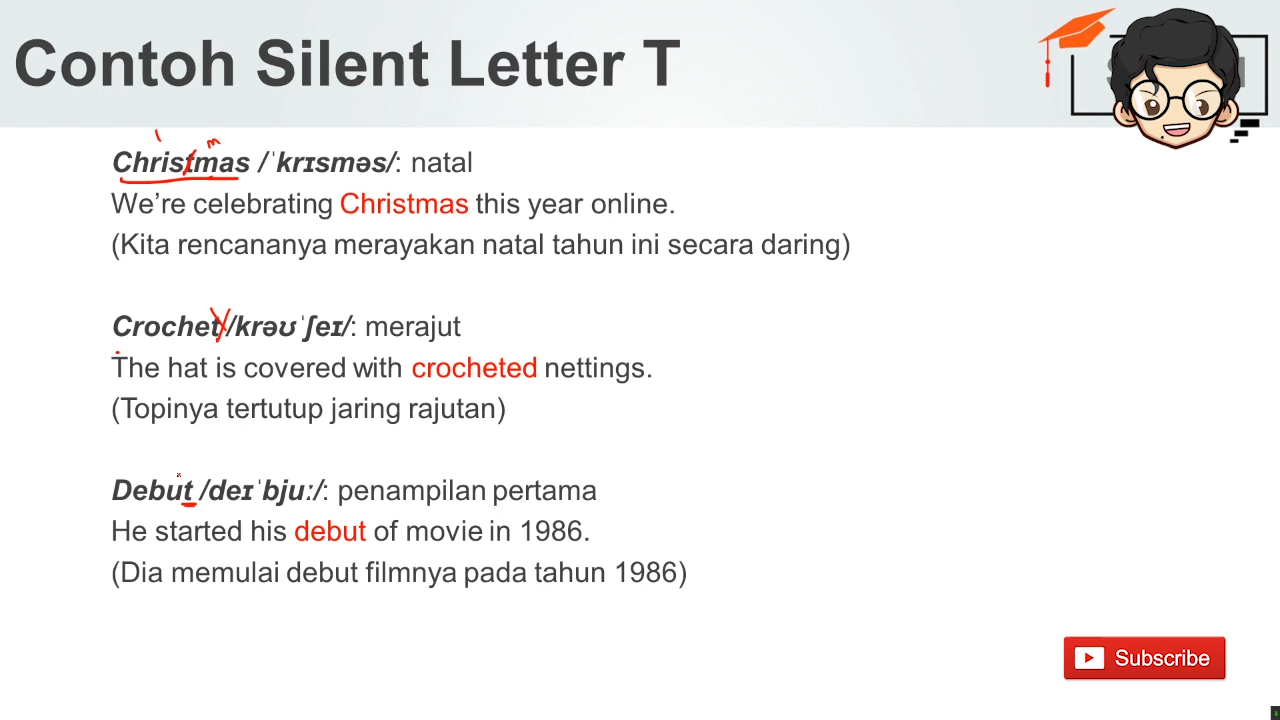 Contoh Silent Letter T
Christmas /ˈkrɪsməs/: natal
We’re celebrating Christmas this year online.
(Kita rencananya merayakan natal tahun ini secara daring)
Crochet /krəʊˈʃeɪ/: merajut
The hat is covered with crocheted nettings.
(Topinya tertutup jaring rajutan)
Debut /deɪˈbjuː/: penampilan pertama
He started his debut of movie in 1986.
(Dia memulai debut filmnya pada tahun 1986)
Subscribe